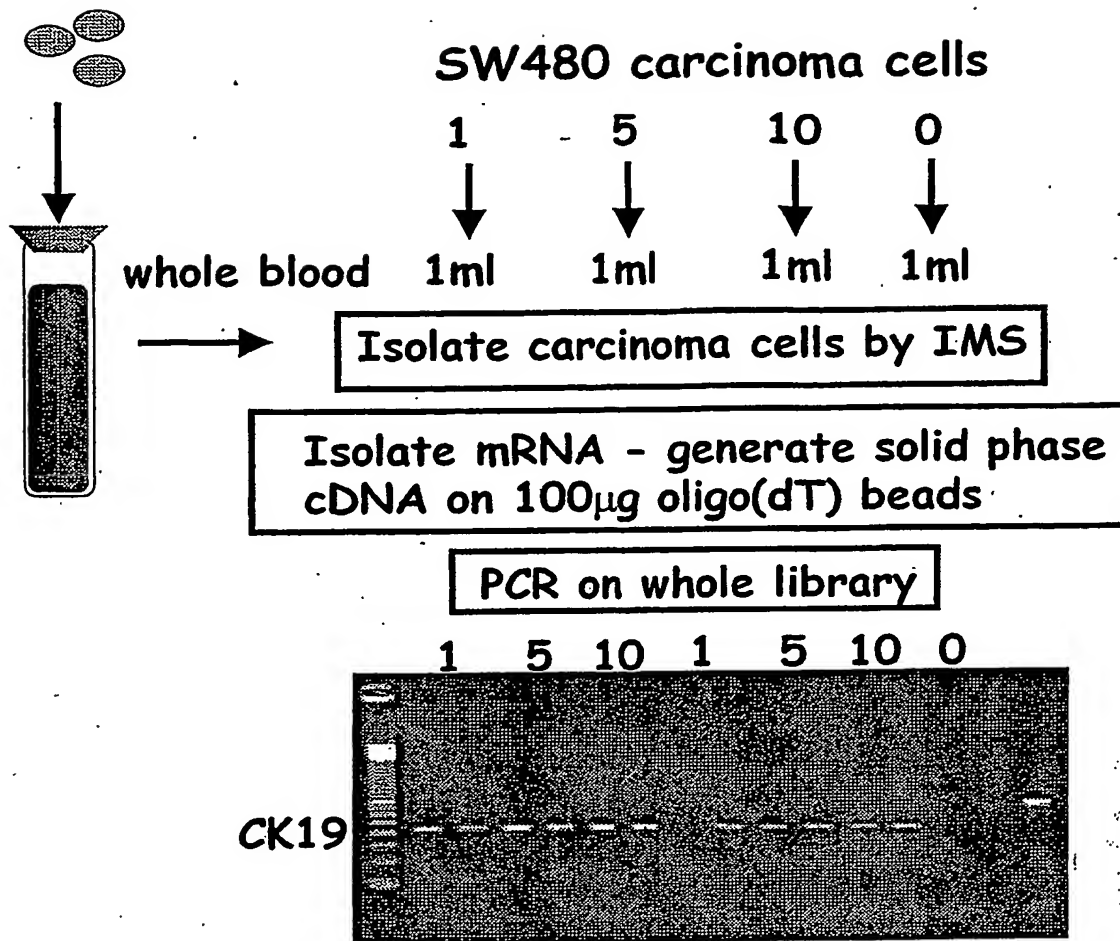 SW480 carcinoma cells
1 5 10 0
whole blood 1ml 1ml 1ml 1ml
Isolate carcinoma cells by IMS
Isolate mRNA - generate solid phase
cDNA on 100µg oligo(dT) beads
PCR on whole library
1 5 10 1 5 10 0
CK19